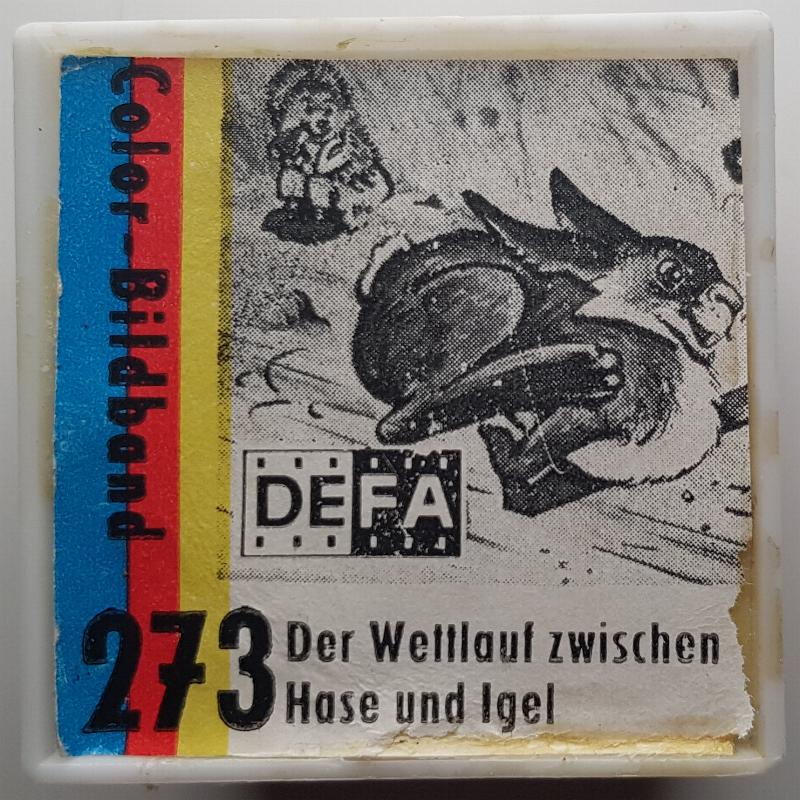 Color-Bildband
DEFA
273
Der Wettlauf zwischen
Hase und Igel